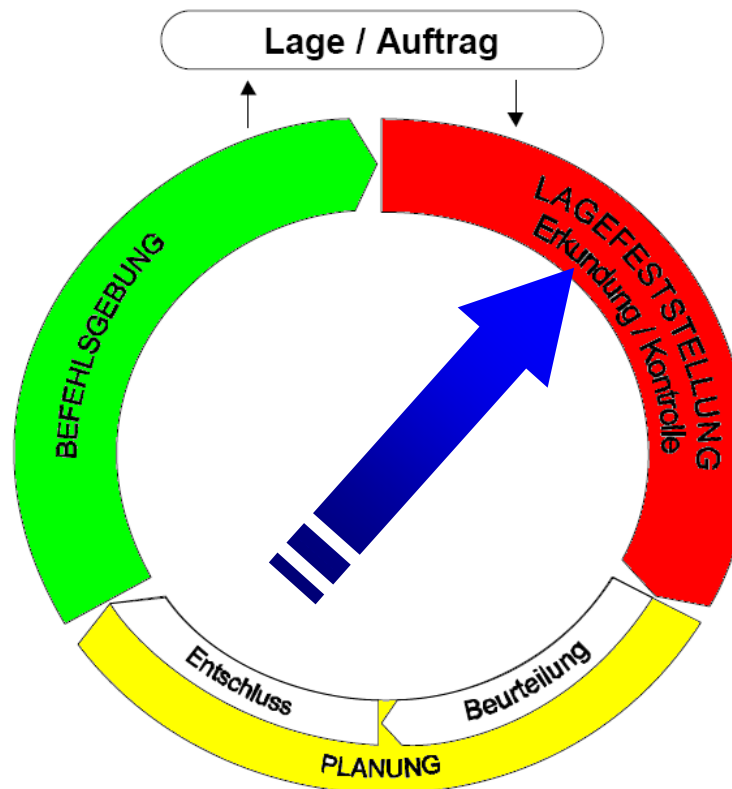 Lage / Auftrag
LAGEFESTSTELLUNG
Erkundung / Kontrolle
Beurteilung
PLANUNG
Entschluss
BEFEHLSGEBUNG